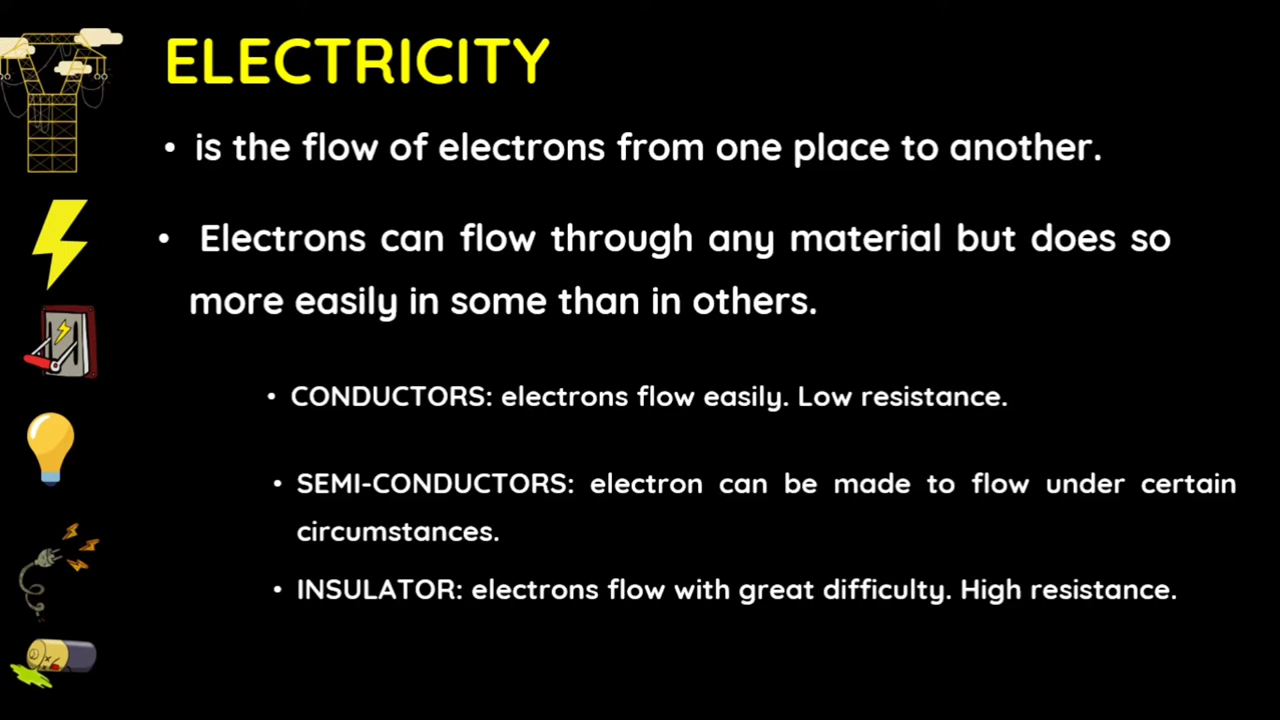 ELECTRICITY
• is the flow of electrons from one place to another.
• Electrons can flow through any material but does so
more easily in some than in others.
• CONDUCTORS: electrons flow easily. Low resistance.
• SEMI-CONDUCTORS: electron can be made to flow under certain
circumstances.
• INSULATOR: electrons flow with great difficulty. High resistance.